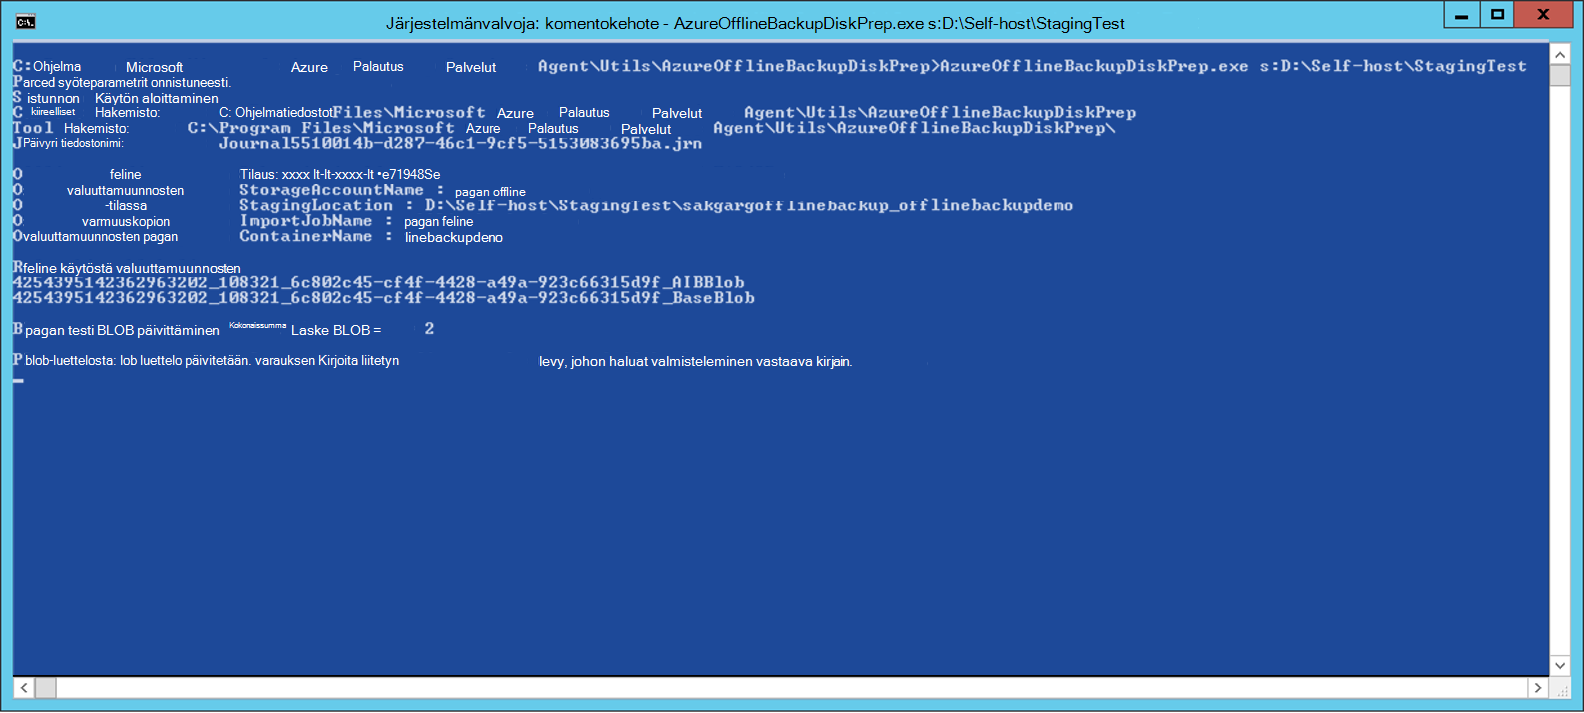 Järjestelmänvalvoja: komentokehote - AzureOfflineBackupDiskPrep.exe s:D:\Self-host\StagingTest
C:Ohjelma Microsoft Azure Palautus Palvelut Agent\Utils\AzureOfflineBackupDiskPrep>AzureOfflineBackupDiskPrep.exe s:D:\Self-host\StagingTest
Parced syöteparametrit onnistuneesti.
S istunnon Käytön aloittaminen
C kiireelliset Hakemisto: C: Ohjelmatiedostot Files\Microsoft Azure Palautus Palvelut Agent\Utils\AzureOfflineBackupDiskPrep
Tool Hakemisto: C:\Program Files\Microsoft Azure Palautus Palvelut Agent\Utils\AzureOfflineBackupDiskPrep\
JPäivyri tiedostonimi: Journal5510014b-d287-46c1-9cf5-5153083695ba.jrn
O feline Tilaus: xxxx lt-lt-xxxx-lt •e71948Se
O valuuttamuunnosten StorageAccountName : pagan offline
O -tilassa StagingLocation : D:\Self-host\StagingTest\sakgargofflinebackup_offlinebackupdemo
O varmuuskopion ImportJobName : pagan feline
Ovaluuttamuunnosten pagan ContainerName : linebackupdeno
Rfeline käytöstä valuuttamuunnosten
4254395142362963202_108321_6c802c45-cf4f-4428-a49a-923c66315d9f_AIBBlob
4254395142362963202_108321_6c802c45-cf4f-4428-a49a-923c66315d9f_BaseBlob
B pagan testi BLOB päivittäminen Kokonaissumma Laske BLOB = 2
P blob-luettelosta: lob luettelo päivitetään. varauksen Kirjoita liitetyn levy, johon haluat valmisteleminen vastaava kirjain.